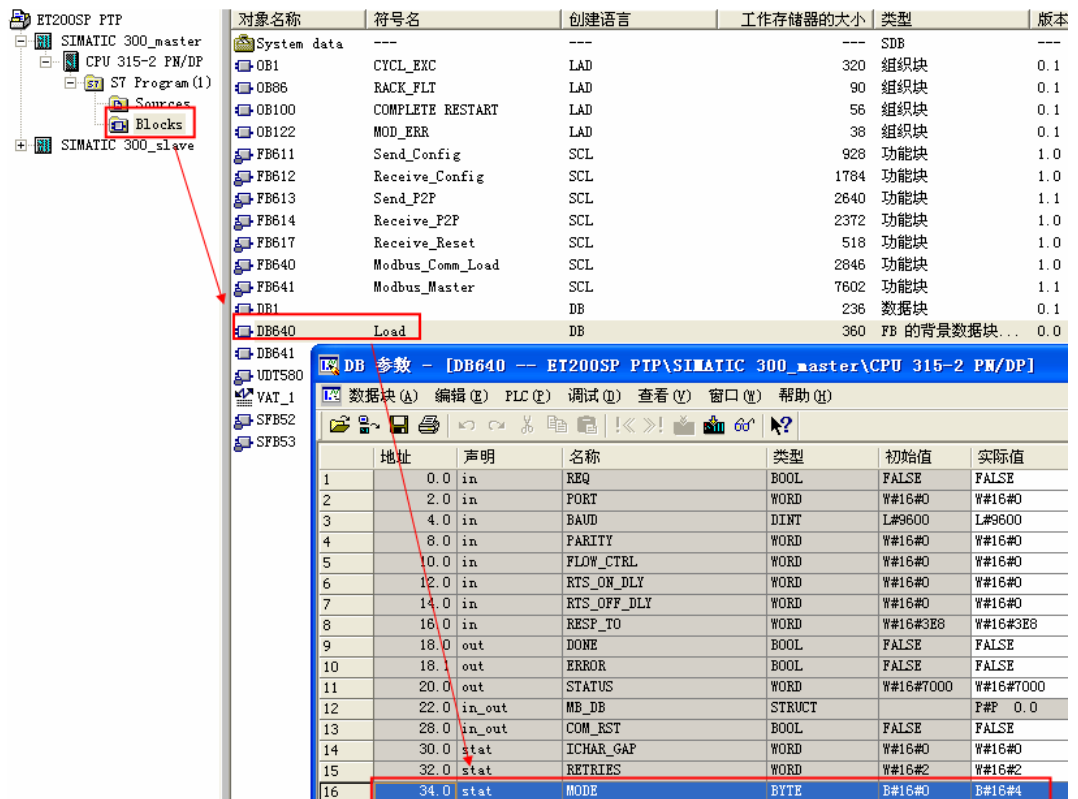 ET200SP PTP
SIMATIC 300_master
CPU 315-2 PN/DP
S7 Program(1)
Sources
Blocks
SIMATIC 300_slave
对象名称 符号名 创建语言 工作存储器的大小 类型 版本
System data --- --- --- SDB ---
OB1 CYCL_EXC LAD 320 组织块 0.1
OB86 RACK_FLT LAD 90 组织块 0.1
OB100 COMPLETE RESTART LAD 56 组织块 0.1
OB122 MOD_ERR LAD 38 组织块 0.1
FB611 Send_Config SCL 928 功能块 1.0
FB612 Receive_Config SCL 1784 功能块 1.0
FB613 Send_P2P SCL 2640 功能块 1.1
FB614 Receive_P2P SCL 2372 功能块 1.0
FB617 Receive_Reset SCL 518 功能块 1.0
FB640 Modbus_Comm_Load SCL 2846 功能块 1.0
FB641 Modbus_Master SCL 7602 功能块 1.1
DB1 DB 236 数据块 0.1
DB640 Load DB 360 FB 的背景数据块... 0.0
DB641
UDT580
VAT_1
SFB52
SFB53
DB 参数 - [DB640 -- ET200SP PTP\SIMATIC 300_master\CPU 315-2 PN/DP]
数据块(A) 编辑(E) PLC(P) 调试(D) 查看(V) 窗口(W) 帮助(H)
地址 声明 名称 类型 初始值 实际值
1 0.0 in REQ BOOL FALSE FALSE
2 2.0 in PORT WORD W#16#0 W#16#0
3 4.0 in BAUD DINT L#9600 L#9600
4 8.0 in PARITY WORD W#16#0 W#16#0
5 10.0 in FLOW_CTRL WORD W#16#0 W#16#0
6 12.0 in RTS_ON_DLY WORD W#16#0 W#16#0
7 14.0 in RTS_OFF_DLY WORD W#16#0 W#16#0
8 16.0 in RESP_TO WORD W#16#3E8 W#16#3E8
9 18.0 out DONE BOOL FALSE FALSE
10 18.1 out ERROR BOOL FALSE FALSE
11 20.0 out STATUS WORD W#16#7000 W#16#7000
12 22.0 in_out MB_DB STRUCT P#P 0.0
13 28.0 in_out COM_RST BOOL FALSE FALSE
14 30.0 stat ICHAR_GAP WORD W#16#0 W#16#0
15 32.0 stat RETRIES WORD W#16#2 W#16#2
16 34.0 stat MODE BYTE B#16#0 B#16#4